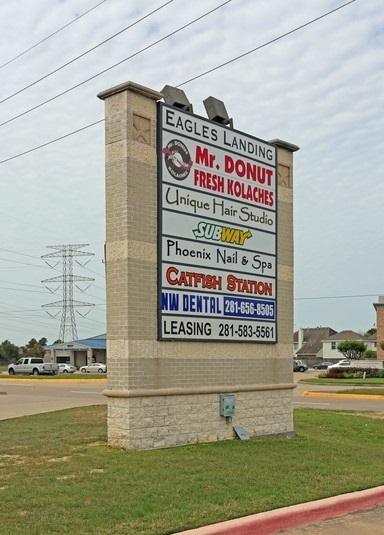 EAGLES LANDING
Mr. DONUT
FRESH KOLACHES
Unique Hair Studio
SUBWAY
Phoenix Nail & Spa
CATFISH STATION
NW DENTAL 281-656-8505
LEASING 281-583-5561